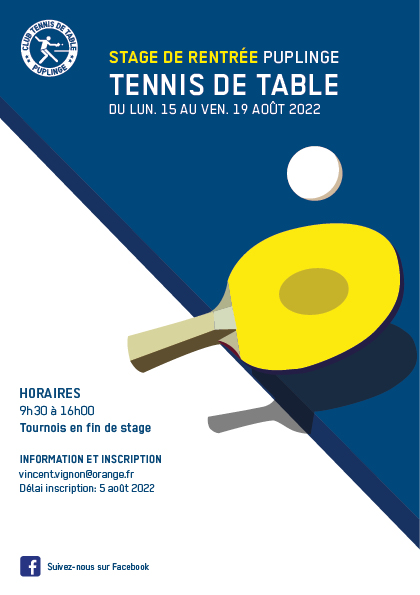 CLUB TENNIS DE TABLE
PUPLINGE
STAGE DE RENTRÉE PUPLINGE
TENNIS DE TABLE
DU LUN. 15 AU VEN. 19 AOÛT 2022
HORAIRES
9h30 à 16h00
Tournois en fin de stage
INFORMATION ET INSCRIPTION
vincent.vignon@orange.fr
Délai inscription: 5 août 2022
f Suivez-nous sur Facebook